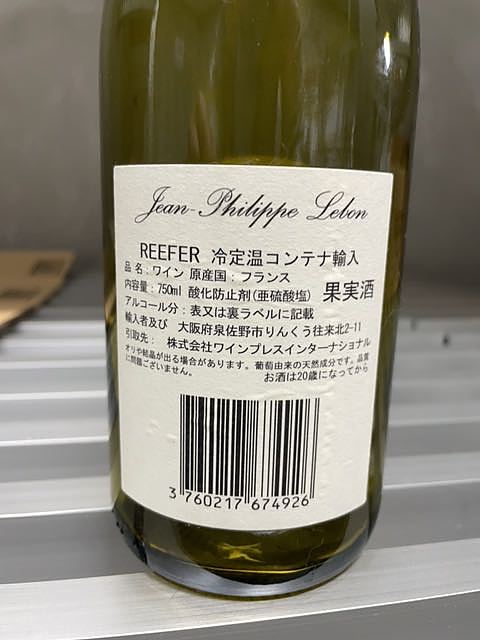 Jean-Philippe Lebon
REEFER 冷定温コンテナ輸入
品名:ワイン 原産国:フランス
内容量:750ml 酸化防止剤(亜硫酸塩) 果実酒
アルコール分:表又は裏ラベルに記載
輸入者及び 大阪府泉佐野市りんくう往来北2-11
引取先: 株式会社ワインプレスインターナショナル
オリや結晶が出る場合があります。葡萄由来の天然成分です。品質
に問題ございません。 お酒は20歳になってから
3 760217 674926